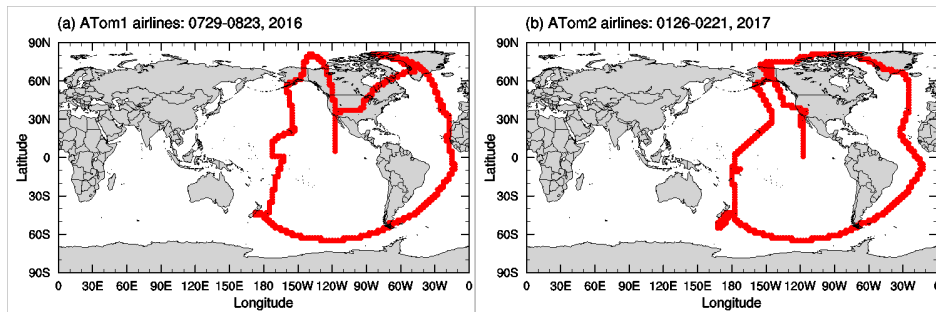 (a) ATom1 airlines: 0729-0823, 2016
90N
60N
30N
0
30S
60S
90S
Latitude
0 30E 60E 90E 120E 150E 180 150W 120W 90W 60W 30W 0
Longitude
(b) ATom2 airlines: 0126-0221, 2017
90N
60N
30N
0
30S
60S
90S
Latitude
0 30E 60E 90E 120E 150E 180 150W 120W 90W 60W 30W 0
Longitude